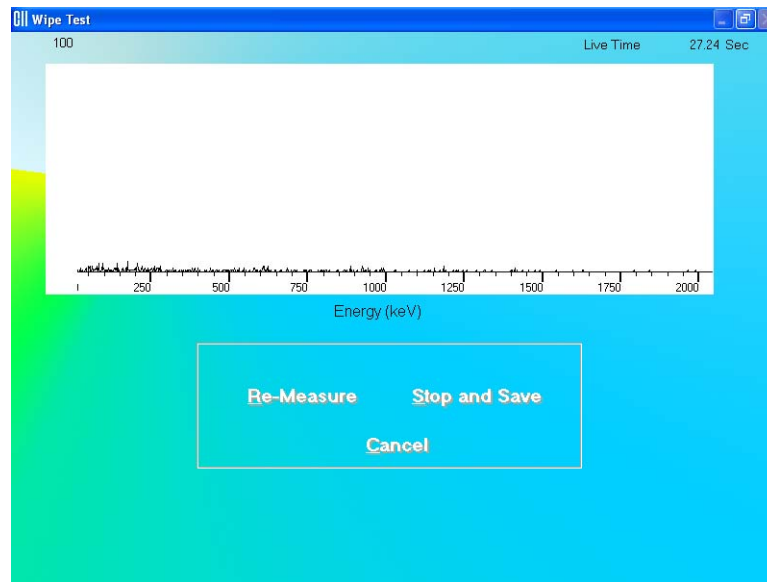 Wipe Test
100 Live Time 27.24 Sec
250 500 750 1000 1250 1500 1750 2000
Energy (keV)
Re-Measure Stop and Save
Cancel